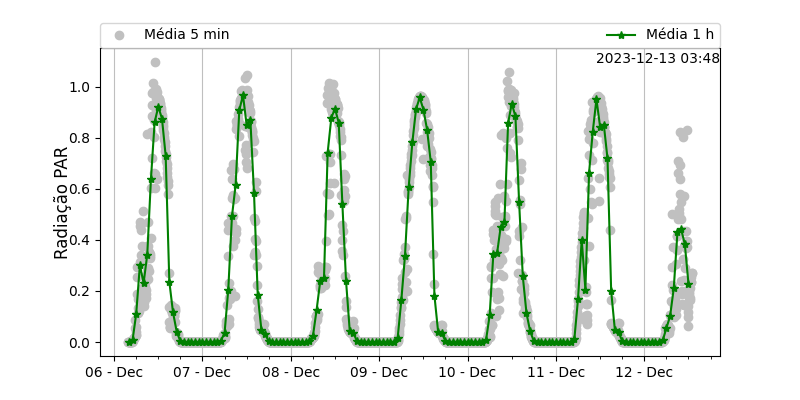 Média 5 min
Média 1 h
2023-12-13 03:48
Radiação PAR
1.0
0.8
0.6
0.4
0.2
0.0
06 - Dec
07 - Dec
08 - Dec
09 - Dec
10 - Dec
11 - Dec
12 - Dec